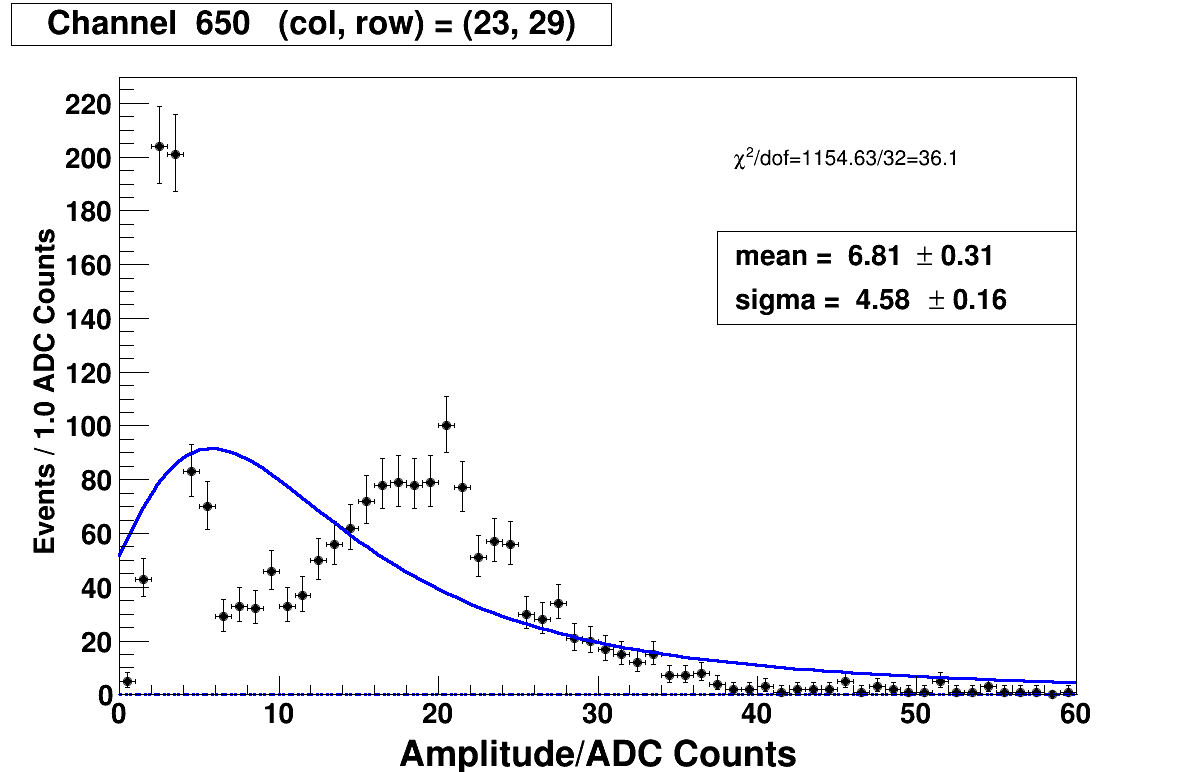 Channel  650   (col, row) = (23, 29)
χ²/dof=1154.63/32=36.1
mean =  6.81  ± 0.31
sigma =  4.58  ± 0.16
Events / 1.0 ADC Counts
220
200
180
160
140
120
100
80
60
40
20
0
0 10 20 30 40 50 60
Amplitude/ADC Counts